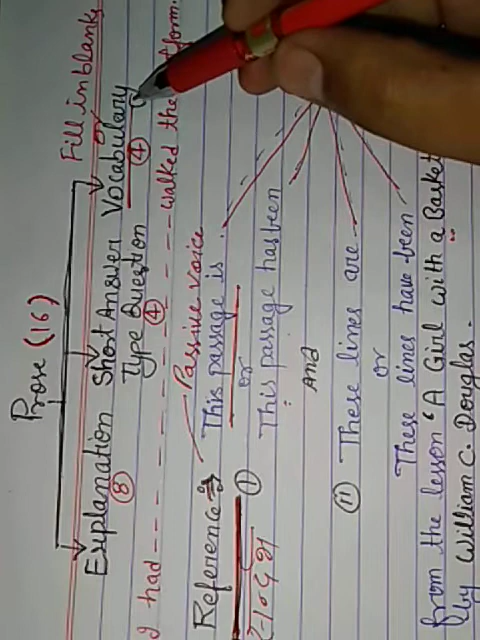 Prose (16)
Fill in blanks
or
Explanation Short Answer Vocabulary
Type Question
(8) (4) (4)
I had - - - - - - - - walked the
Passive voice
Reference :- This passage is
(i)
or
This passage has been
And
(ii) These lines are
or
These lines have been
from the lesson 'A Girl with a Basket
by William C. Douglas.